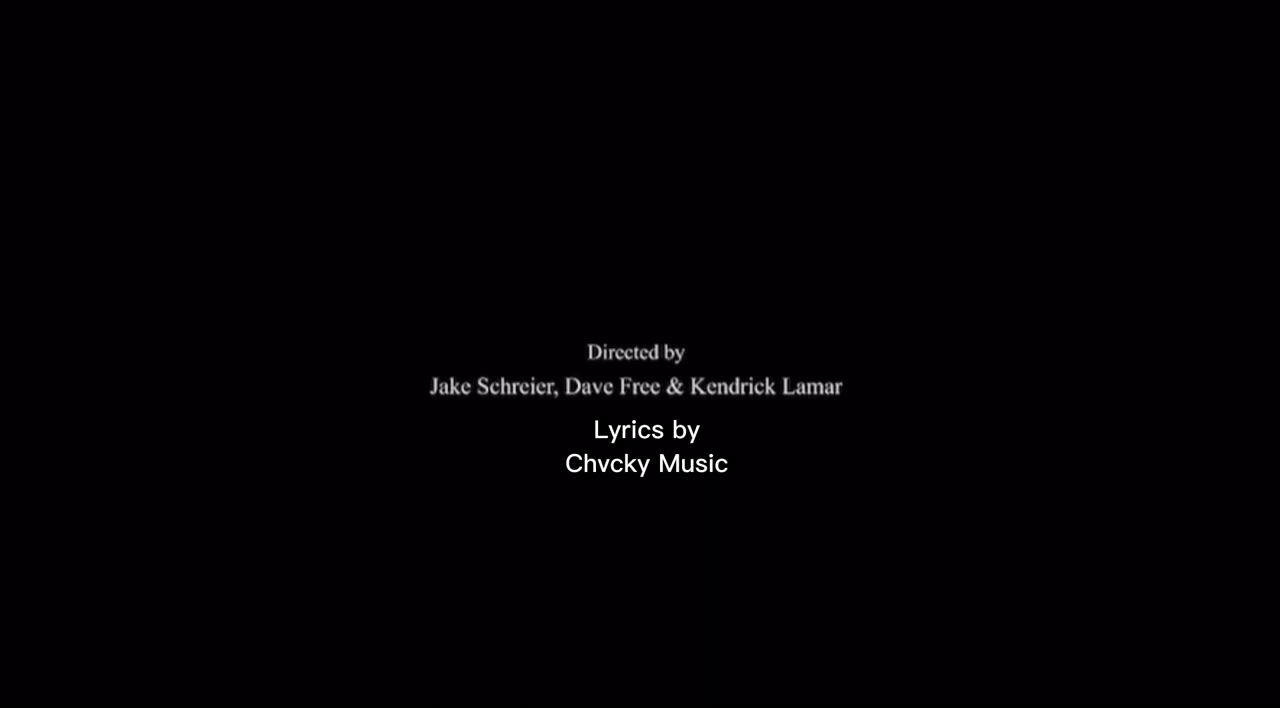 Directed by
Jake Schreier, Dave Free & Kendrick Lamar
Lyrics by
Chvcky Music